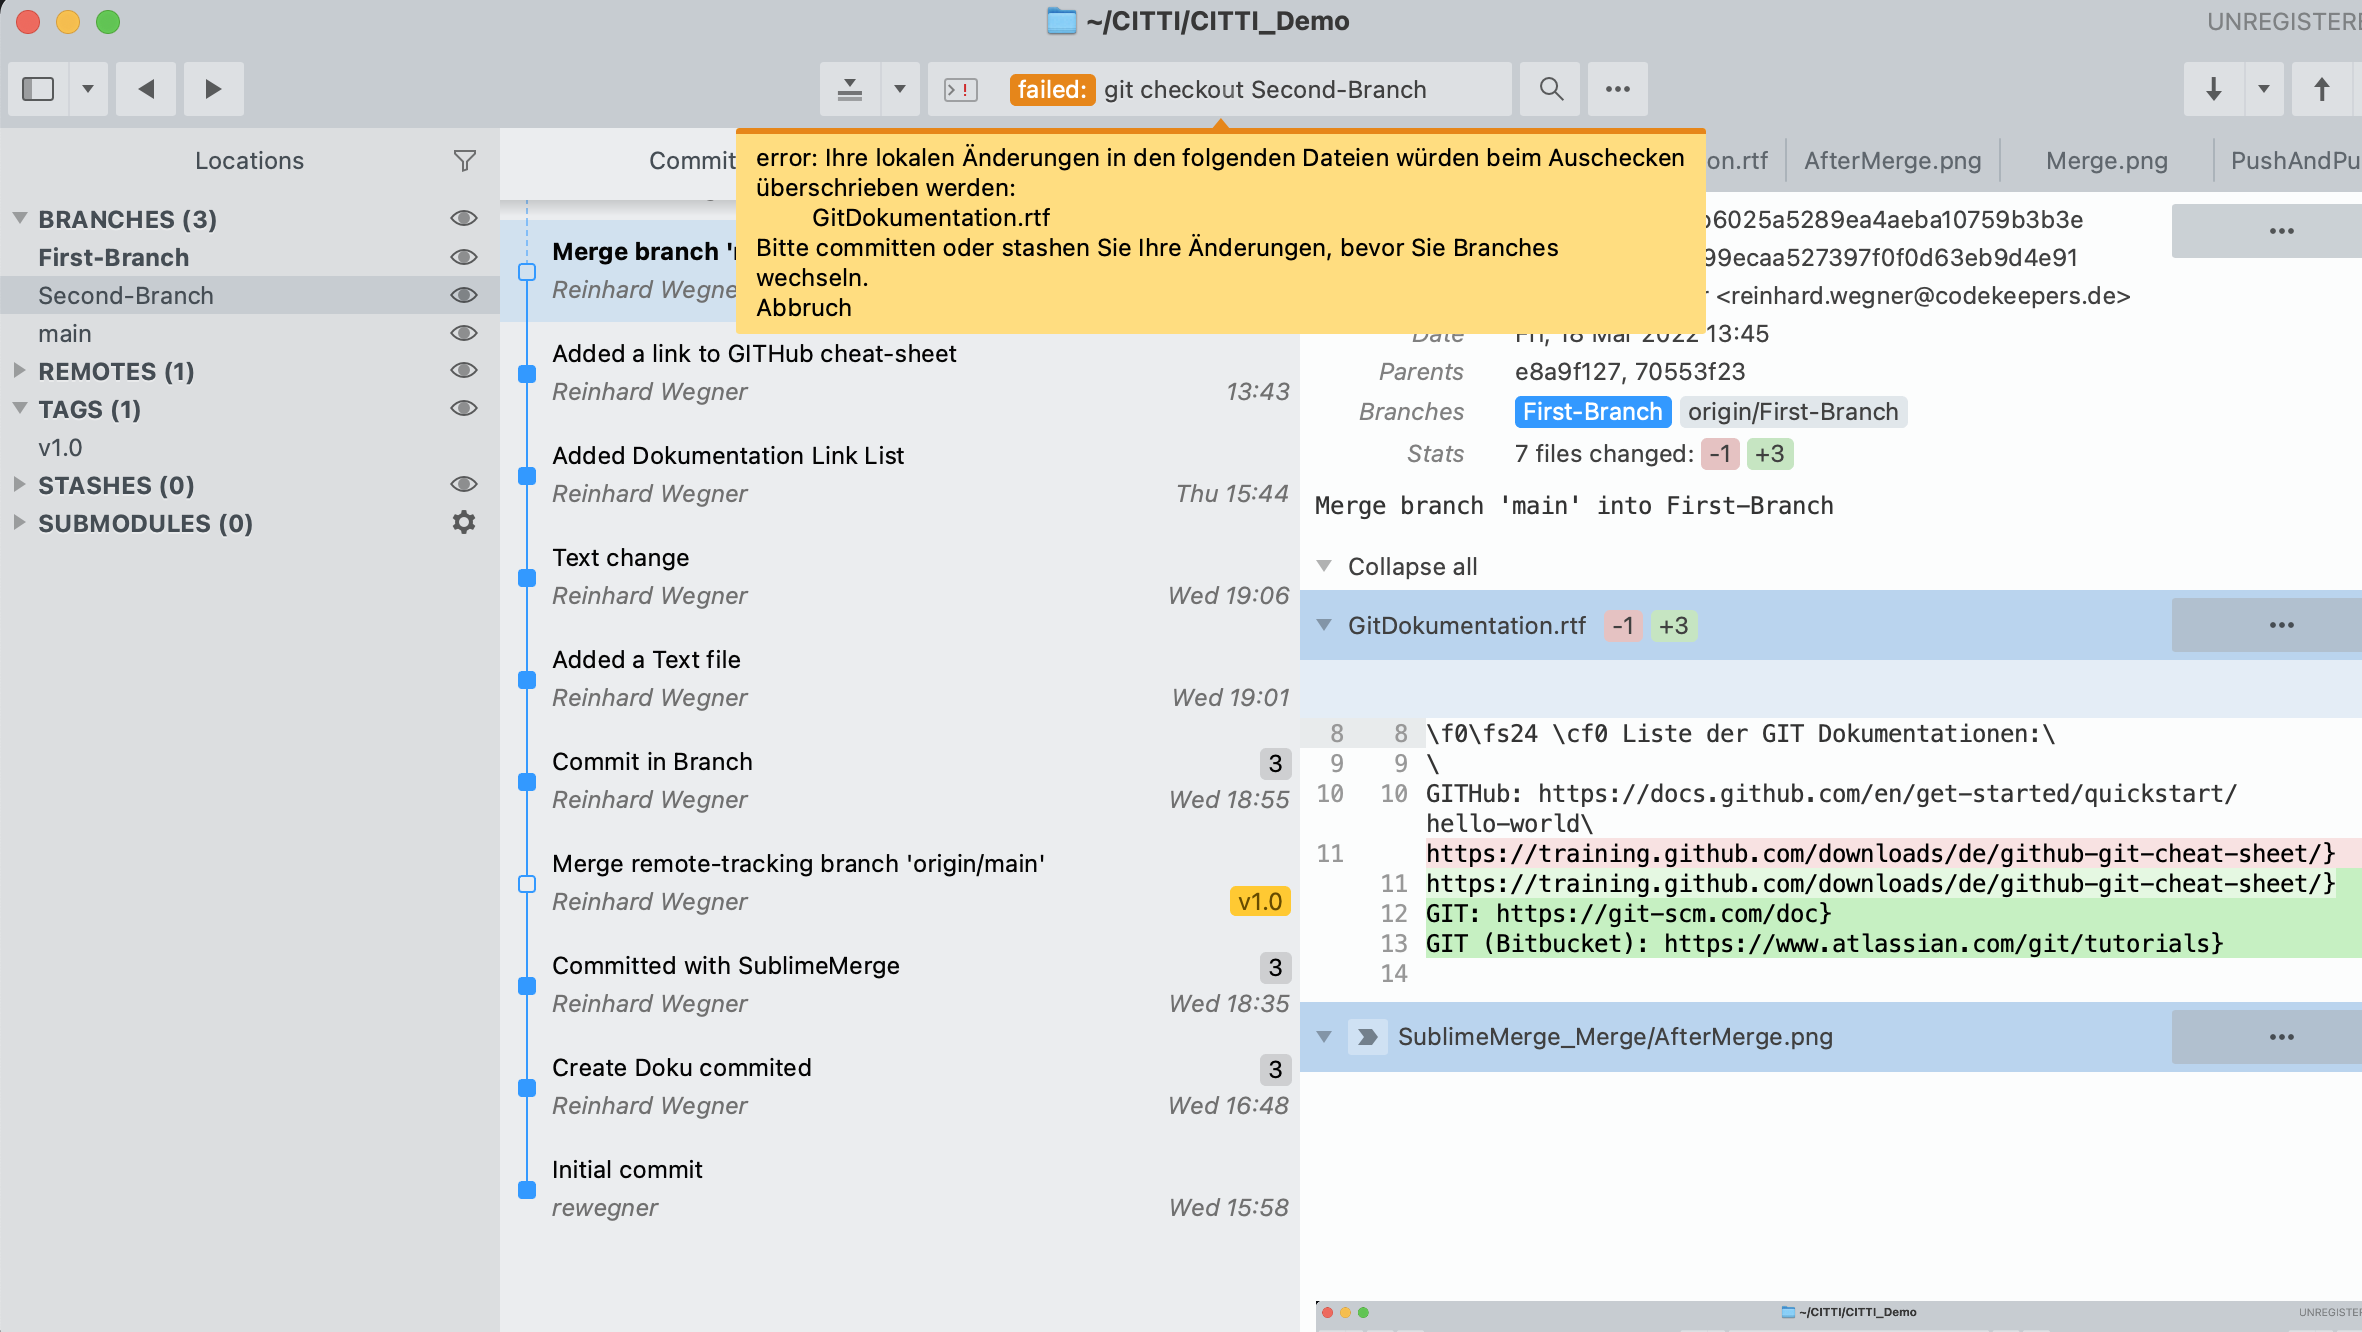 ~/CITTI/CITTI_Demo
UNREGISTERE
failed: git checkout Second-Branch
error: Ihre lokalen Änderungen in den folgenden Dateien würden beim Auschecken
überschrieben werden:
GitDokumentation.rtf
Bitte committen oder stashen Sie Ihre Änderungen, bevor Sie Branches
wechseln.
Abbruch
Locations
BRANCHES (3)
First-Branch
Second-Branch
main
REMOTES (1)
TAGS (1)
v1.0
STASHES (0)
SUBMODULES (0)
Commit
Merge branch '
Reinhard Wegne
Added a link to GITHub cheat-sheet
Reinhard Wegner 13:43
Added Dokumentation Link List
Reinhard Wegner Thu 15:44
Text change
Reinhard Wegner Wed 19:06
Added a Text file
Reinhard Wegner Wed 19:01
Commit in Branch 3
Reinhard Wegner Wed 18:55
Merge remote-tracking branch 'origin/main'
Reinhard Wegner v1.0
Committed with SublimeMerge 3
Reinhard Wegner Wed 18:35
Create Doku commited 3
Reinhard Wegner Wed 16:48
Initial commit
rewegner Wed 15:58
on.rtf AfterMerge.png Merge.png PushAndPu
6025a5289ea4aeba10759b3b3e
99ecaa527397f0f0d63eb9d4e91
<reinhard.wegner@codekeepers.de>
Date Fri, 18 Mar 2022 13:45
Parents e8a9f127, 70553f23
Branches First-Branch origin/First-Branch
Stats 7 files changed: -1 +3
Merge branch 'main' into First-Branch
Collapse all
GitDokumentation.rtf -1 +3
8 8 \f0\fs24 \cf0 Liste der GIT Dokumentationen:\
9 9 \
10 10 GITHub: https://docs.github.com/en/get-started/quickstart/
hello-world\
11 https://training.github.com/downloads/de/github-git-cheat-sheet/}
11 https://training.github.com/downloads/de/github-git-cheat-sheet/}
12 GIT: https://git-scm.com/doc}
13 GIT (Bitbucket): https://www.atlassian.com/git/tutorials}
14
SublimeMerge_Merge/AfterMerge.png
~/CITTI/CITTI_Demo
UNREGISTERE